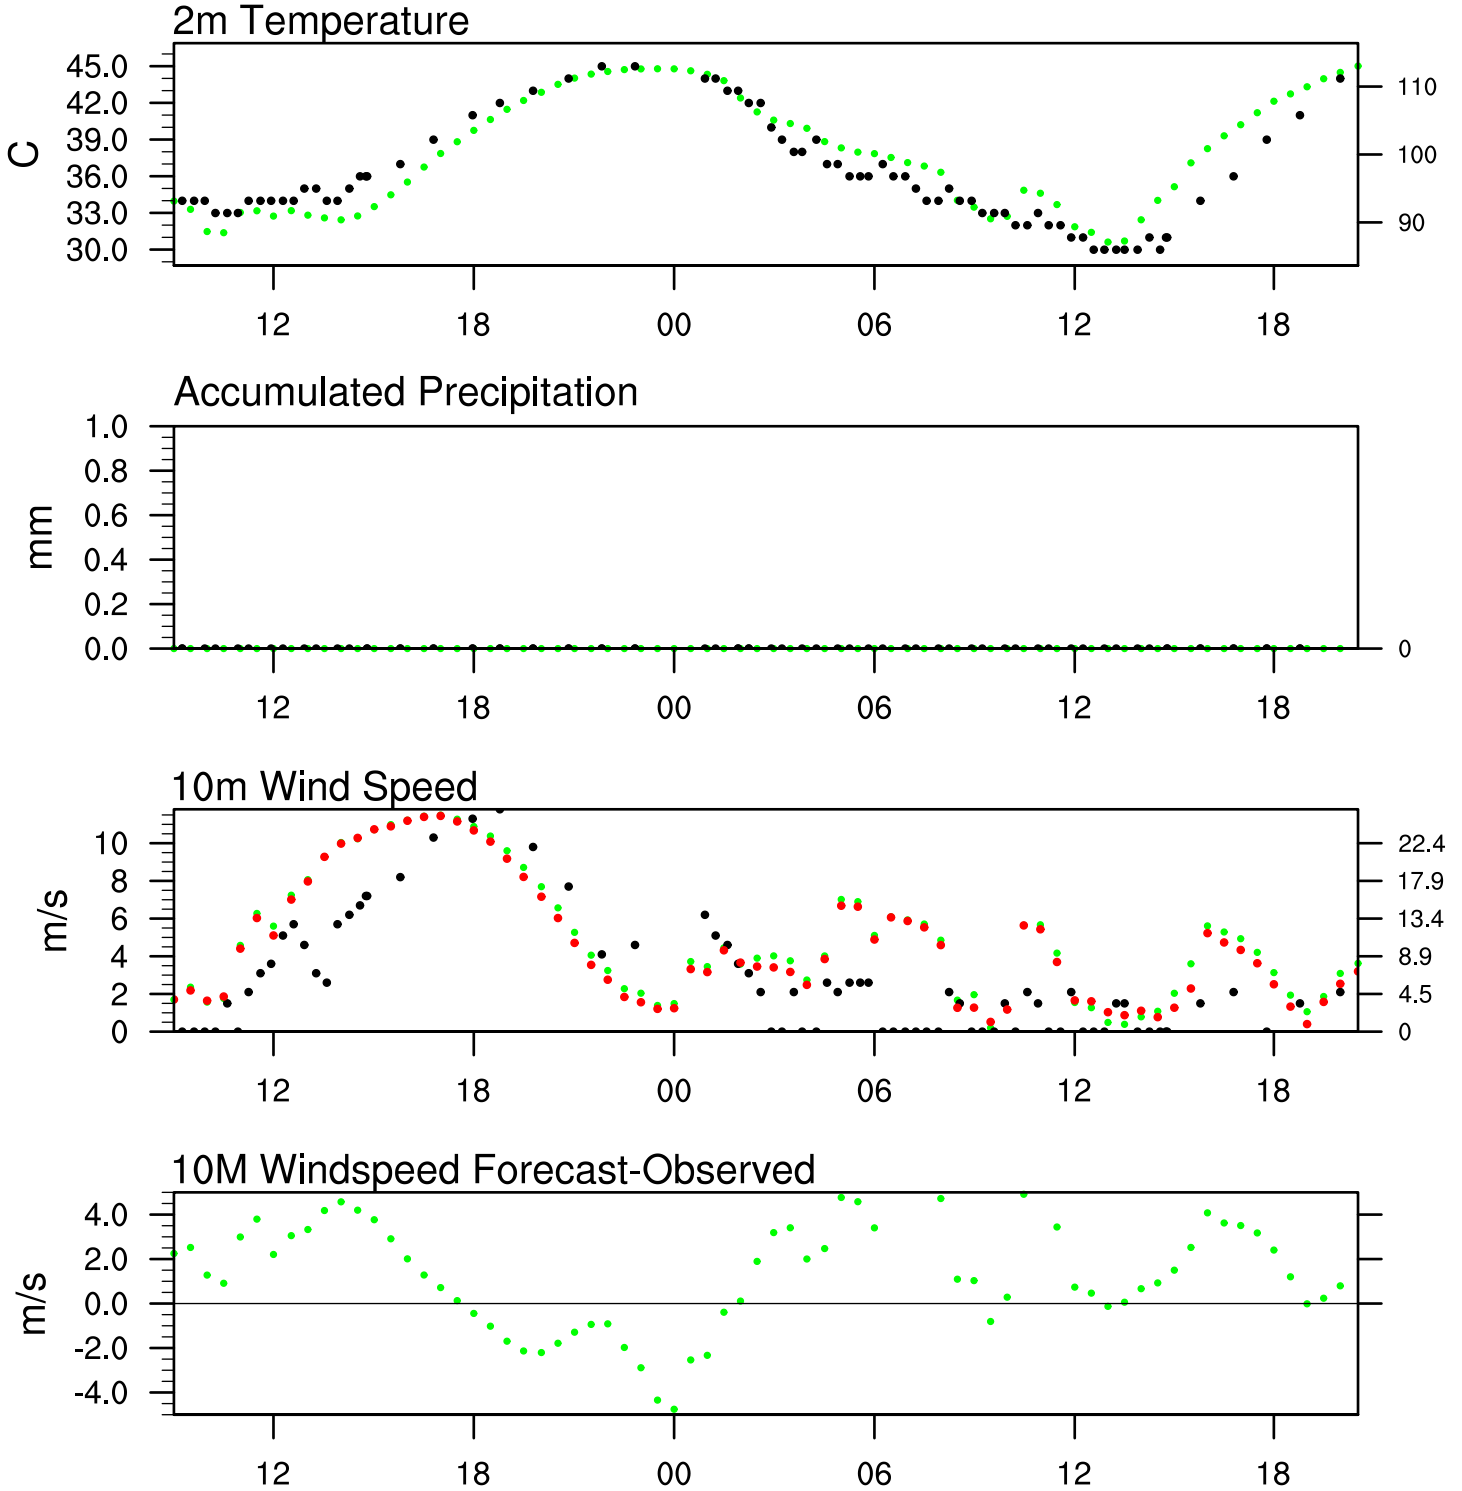 2m Temperature
45.0
42.0
39.0
36.0
33.0
30.0
C
110
100
90
12 18 00 06 12 18
Accumulated Precipitation
1.0
0.8
0.6
0.4
0.2
0.0
mm
0
12 18 00 06 12 18
10m Wind Speed
10
8
6
4
2
0
m/s
22.4
17.9
13.4
8.9
4.5
0
12 18 00 06 12 18
10M Windspeed Forecast-Observed
4.0
2.0
0.0
-2.0
-4.0
m/s
12 18 00 06 12 18